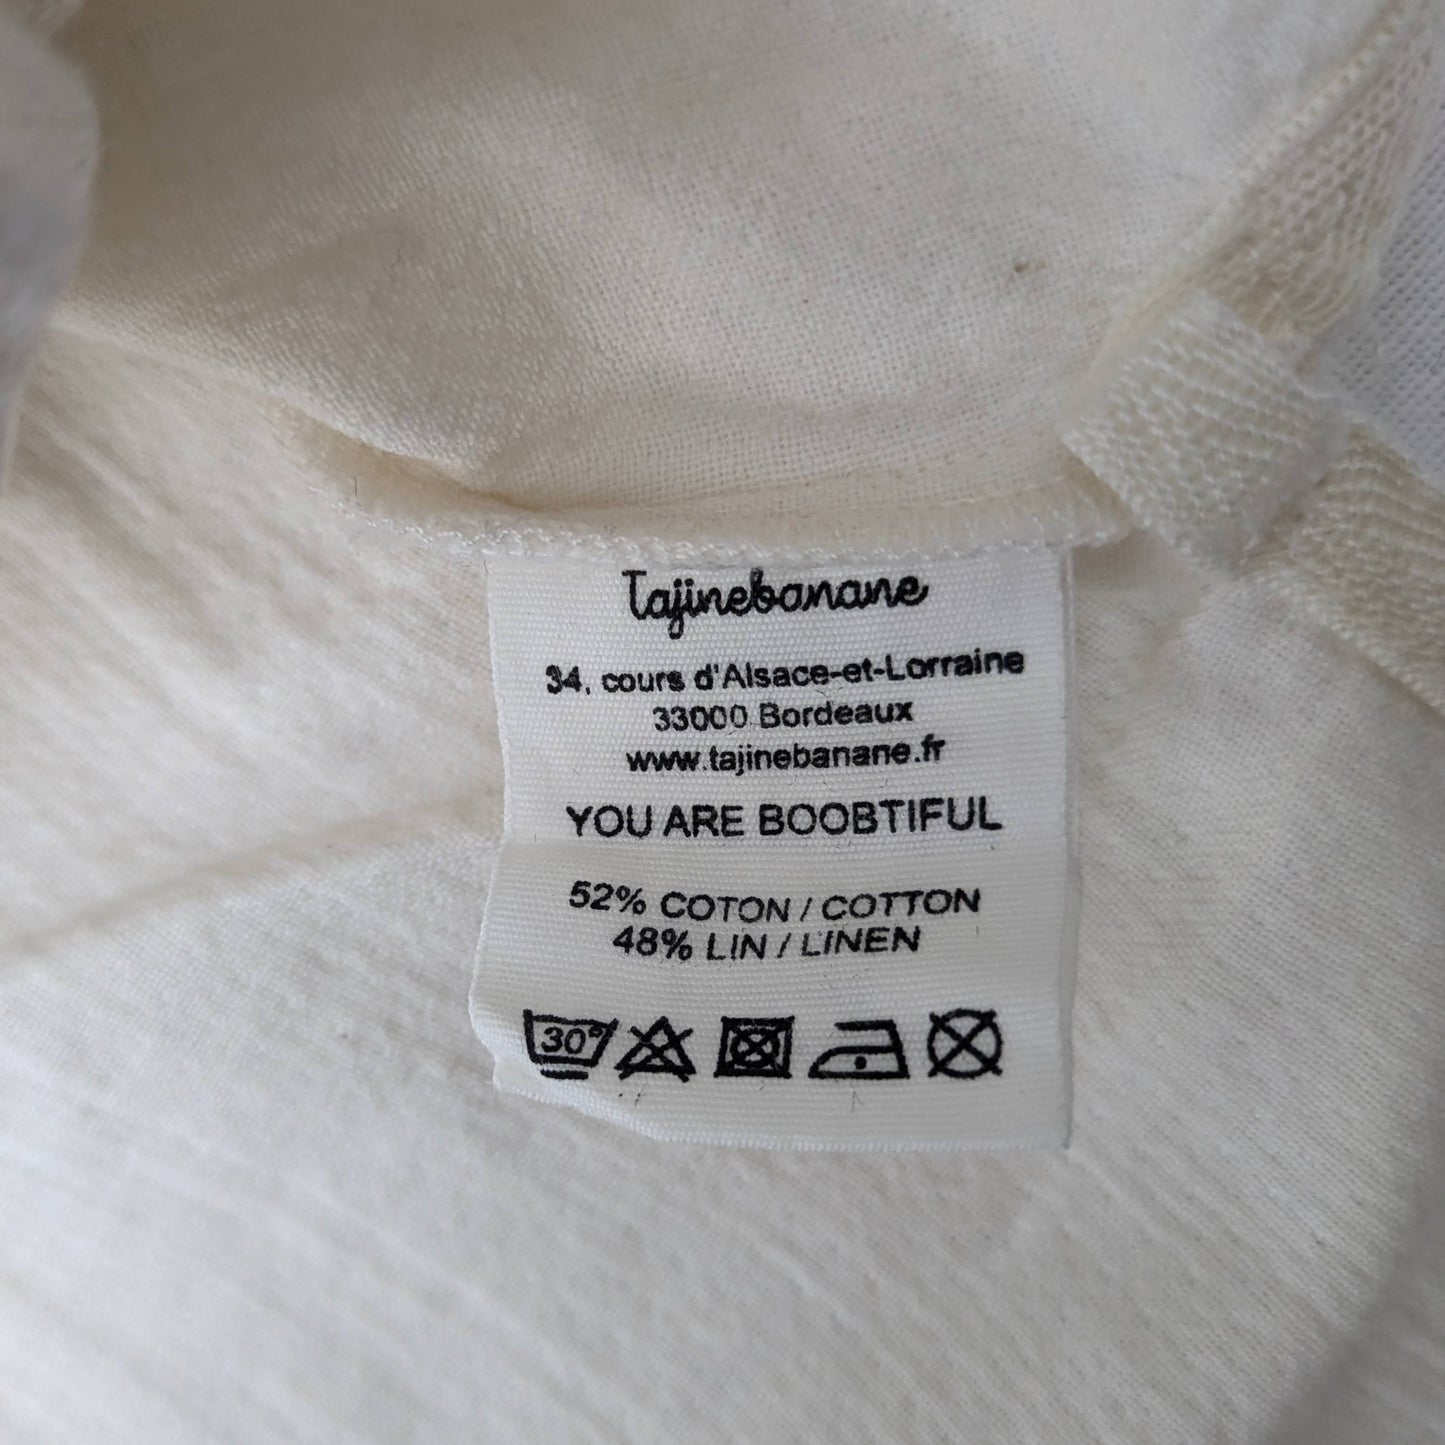 Tajinebanane
34, cours d'Alsace-et-Lorraine
33000 Bordeaux
www.tajinebanane.fr
YOU ARE BOOBTIFUL
52% COTON / COTTON
48% LIN / LINEN
30°